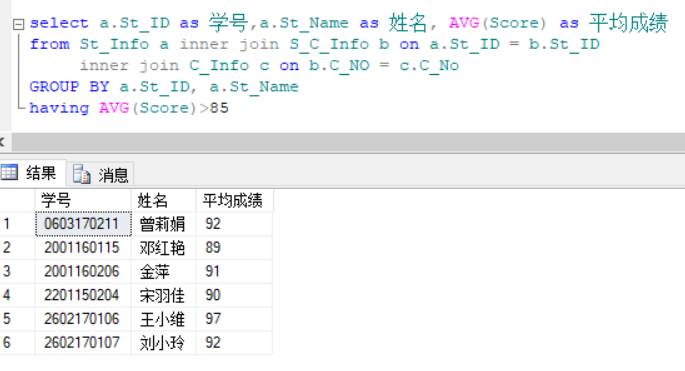 select a.St_ID as 学号,a.St_Name as 姓名, AVG(Score) as 平均成绩
from St_Info a inner join S_C_Info b on a.St_ID = b.St_ID
inner join C_Info c on b.C_NO = c.C_No
GROUP BY a.St_ID, a.St_Name
having AVG(Score)>85
结果 消息
学号 姓名 平均成绩
1 0603170211 曾莉娟 92
2 2001160115 邓红艳 89
3 2001160206 金萍 91
4 2201150204 宋羽佳 90
5 2602170106 王小维 97
6 2602170107 刘小玲 92